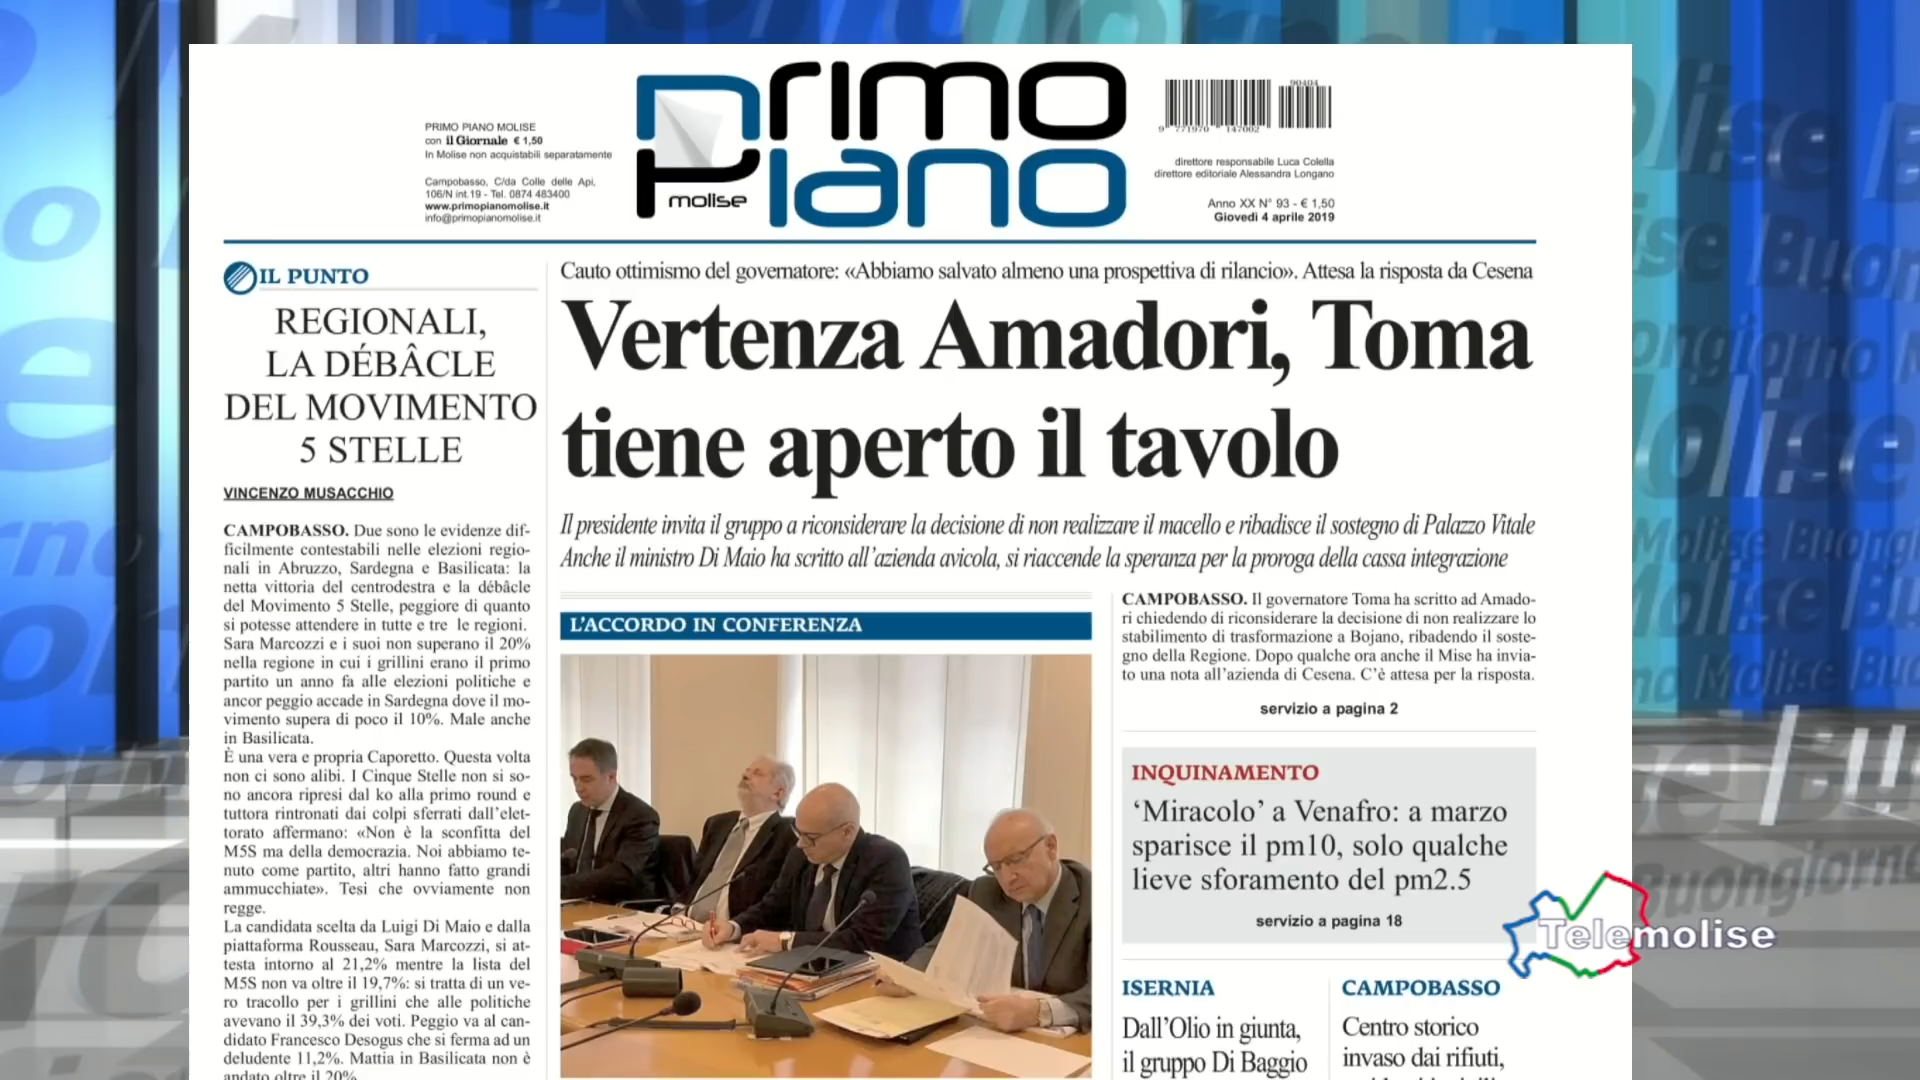 PRIMO PIANO MOLISE
con il Giornale € 1,50
In Molise non acquistabili separatamente
Campobasso, C/da Colle delle Api,
106/N int.19 - Tel. 0874 483400
www.primopianomolise.it
info@primopianomolise.it
Primo
Piano
molise
90404
9 771970 147002
direttore responsabile Luca Colella
direttore editoriale Alessandra Longano
Anno XX N° 93 - € 1,50
Giovedì 4 aprile 2019
IL PUNTO
REGIONALI,
LA DÉBÂCLE
DEL MOVIMENTO
5 STELLE
VINCENZO MUSACCHIO
CAMPOBASSO. Due sono le evidenze dif-
ficilmente contestabili nelle elezioni regio-
nali in Abruzzo, Sardegna e Basilicata: la
netta vittoria del centrodestra e la débâcle
del Movimento 5 Stelle, peggiore di quanto
si potesse attendere in tutte e tre le regioni.
Sara Marcozzi e i suoi non superano il 20%
nella regione in cui i grillini erano il primo
partito un anno fa alle elezioni politiche e
ancor peggio accade in Sardegna dove il mo-
vimento supera di poco il 10%. Male anche
in Basilicata.
È una vera e propria Caporetto. Questa volta
non ci sono alibi. I Cinque Stelle non si so-
no ancora ripresi dal ko alla primo round e
tuttora rintronati dai colpi sferrati dall'elet-
torato affermano: «Non è la sconfitta del
M5S ma della democrazia. Noi abbiamo te-
nuto come partito, altri hanno fatto grandi
ammucchiate». Tesi che ovviamente non
regge.
La candidata scelta da Luigi Di Maio e dalla
piattaforma Rousseau, Sara Marcozzi, si at-
testa intorno al 21,2% mentre la lista del
M5S non va oltre il 19,7%: si tratta di un ve-
ro tracollo per i grillini che alle politiche
avevano il 39,3% dei voti. Peggio va al can-
didato Francesco Desogus che si ferma ad un
deludente 11,2%. Mattia in Basilicata non è
andato oltre il 20%.
Cauto ottimismo del governatore: «Abbiamo salvato almeno una prospettiva di rilancio». Attesa la risposta da Cesena
Vertenza Amadori, Toma
tiene aperto il tavolo
Il presidente invita il gruppo a riconsiderare la decisione di non realizzare il macello e ribadisce il sostegno di Palazzo Vitale
Anche il ministro Di Maio ha scritto all'azienda avicola, si riaccende la speranza per la proroga della cassa integrazione
L'ACCORDO IN CONFERENZA
CAMPOBASSO. Il governatore Toma ha scritto ad Amado-
ri chiedendo di riconsiderare la decisione di non realizzare lo
stabilimento di trasformazione a Bojano, ribadendo il soste-
gno della Regione. Dopo qualche ora anche il Mise ha invia-
to una nota all'azienda di Cesena. C'è attesa per la risposta.
servizio a pagina 2
INQUINAMENTO
'Miracolo' a Venafro: a marzo
sparisce il pm10, solo qualche
lieve sforamento del pm2.5
servizio a pagina 18
ISERNIA
Dall'Olio in giunta,
il gruppo Di Baggio
CAMPOBASSO
Centro storico
invaso dai rifiuti,
Telemolise